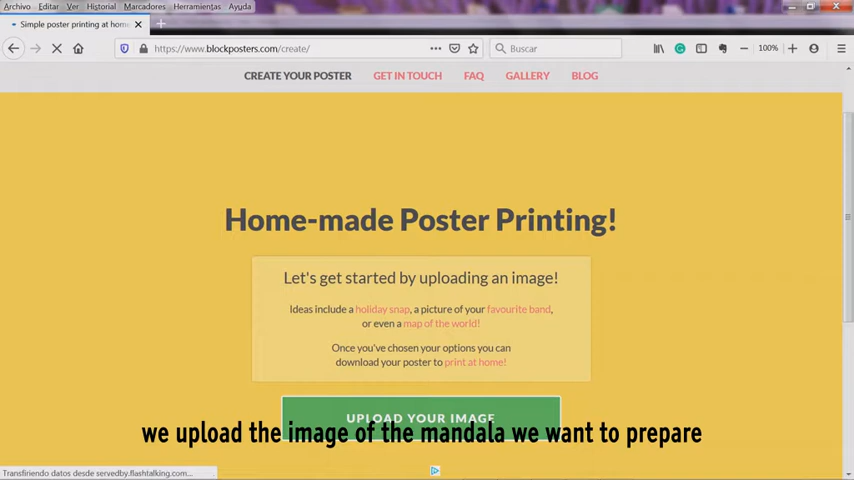 Archivo Editar Ver Historial Marcadores Herramientas Ayuda
Simple poster printing at home
https://www.blockposters.com/create/
Buscar
100%
CREATE YOUR POSTER GET IN TOUCH FAQ GALLERY BLOG
Home-made Poster Printing!
Let's get started by uploading an image!
Ideas include a holiday snap, a picture of your favourite band,
or even a map of the world!
Once you've chosen your options you can
download your poster to print at home!
UPLOAD YOUR IMAGE
we upload the image of the mandala we want to prepare
Transfiriendo datos desde servedby.flashtalking.com...